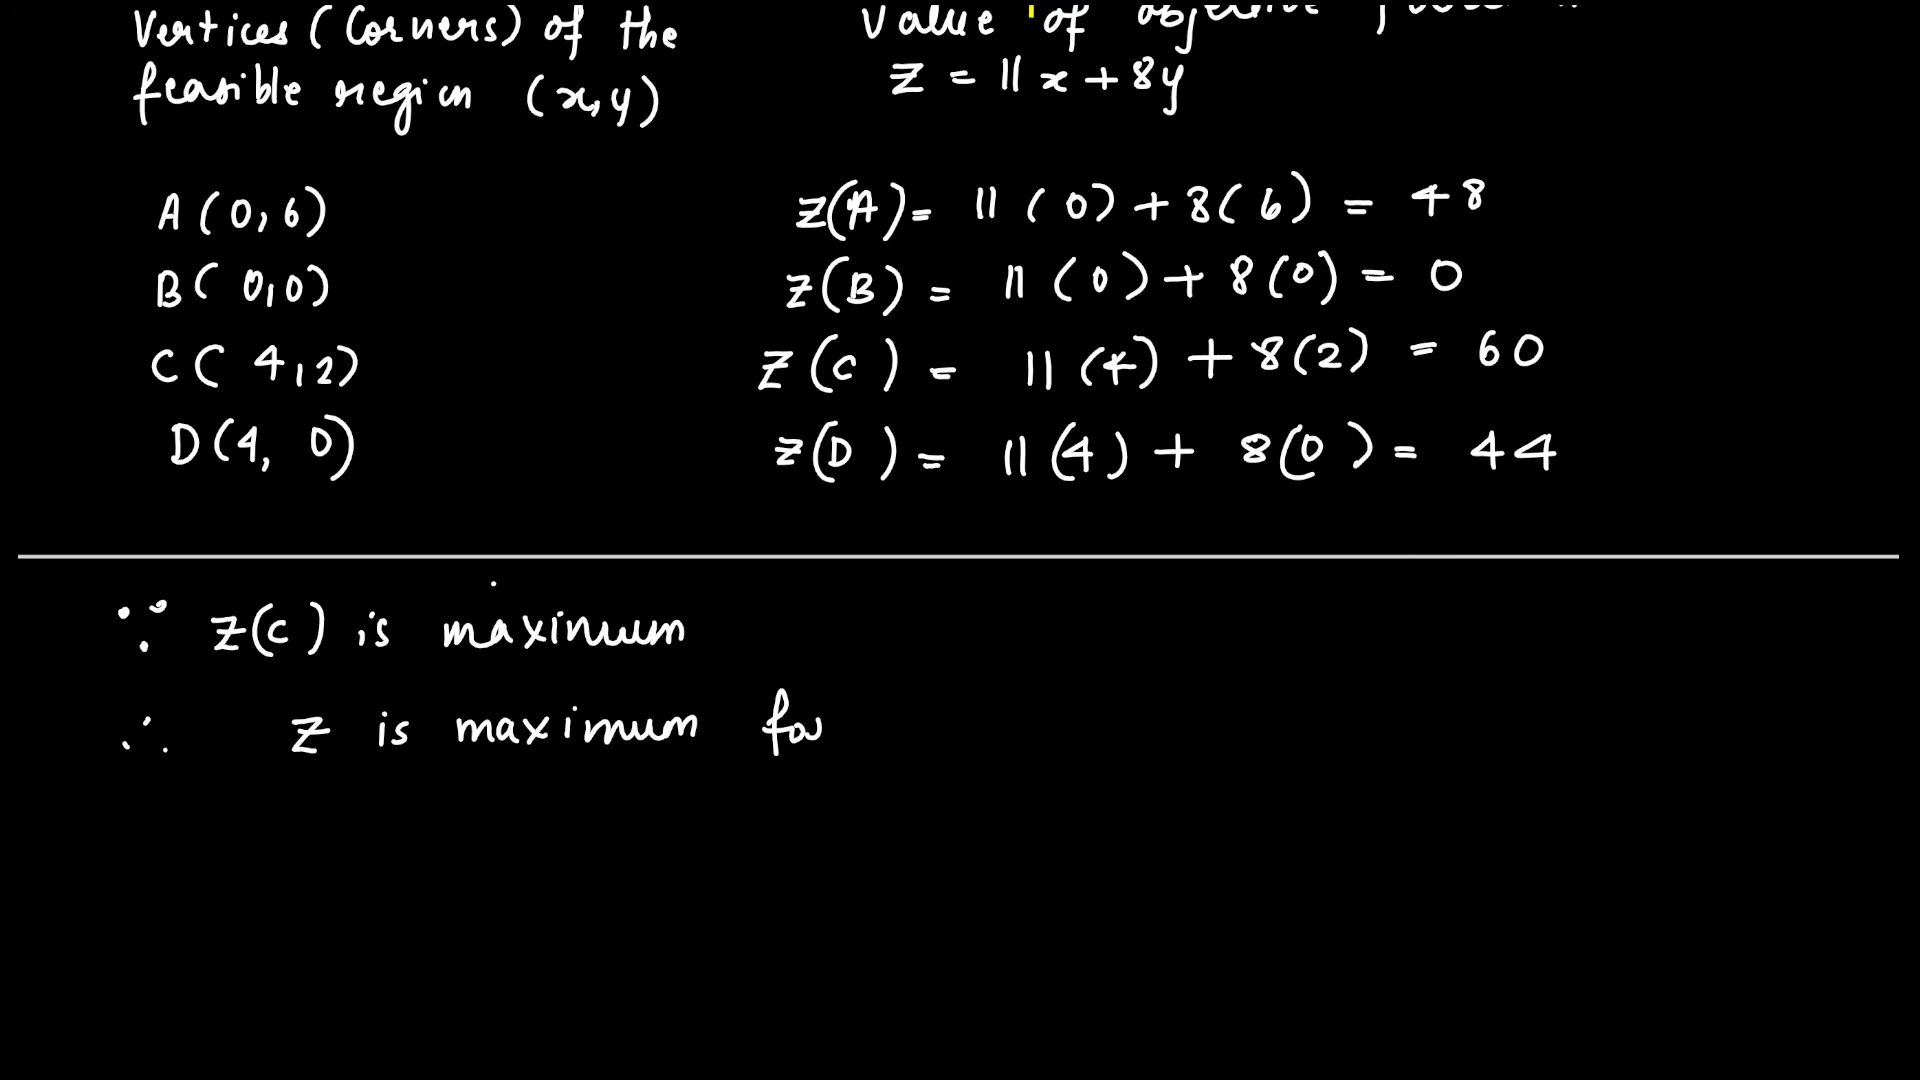 Vertices (Corners) of the
feasible region (x,y)
Value of objective
Z = 11x + 8y
A(0,6)
Z(A) = 11(0) + 8(6) = 48
B(0,0)
Z(B) = 11(0) + 8(0) = 0
C(4,2)
Z(C) = 11(4) + 8(2) = 60
D(4, 0)
Z(D) = 11(4) + 8(0) = 44
∵ Z(C) is maximum
∴ Z is maximum for